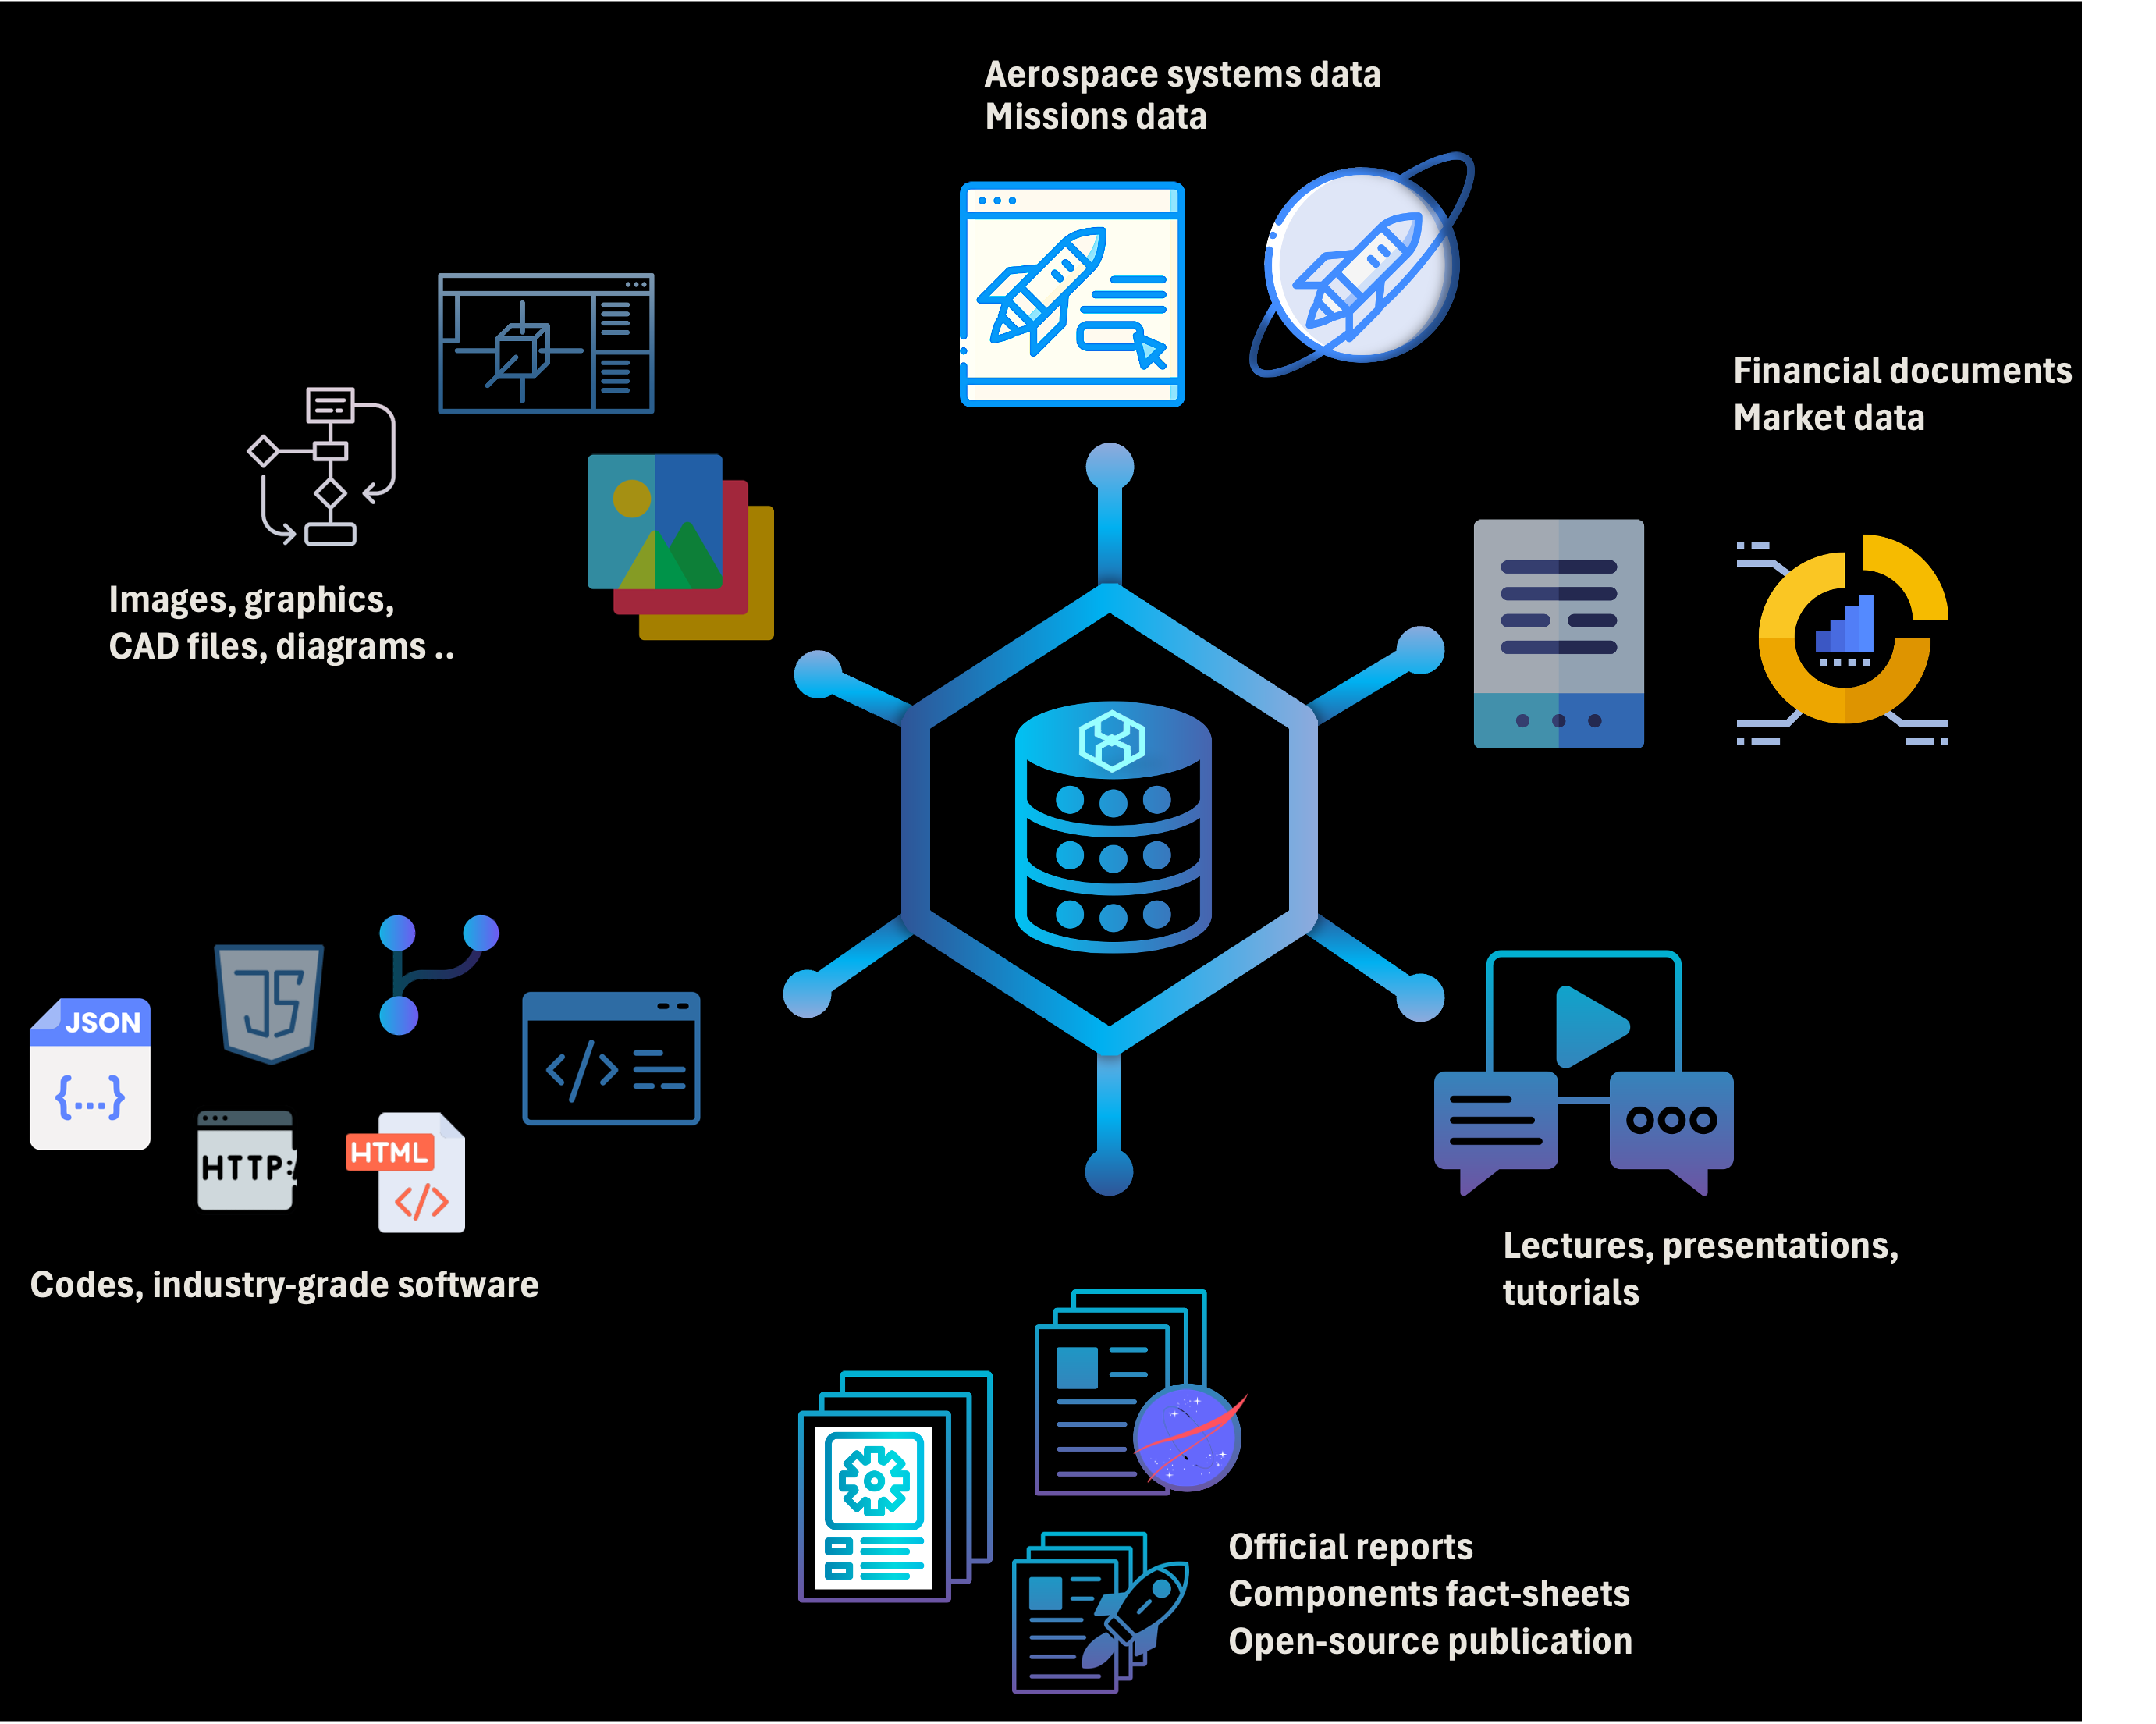 Aerospace systems data
Missions data
Financial documents
Market data
Images, graphics,
CAD files, diagrams ..
JS
JSON
{...}
</>
HTTP:
HTML
</>
Codes, industry-grade software
Lectures, presentations,
tutorials
Official reports
Components fact-sheets
Open-source publication